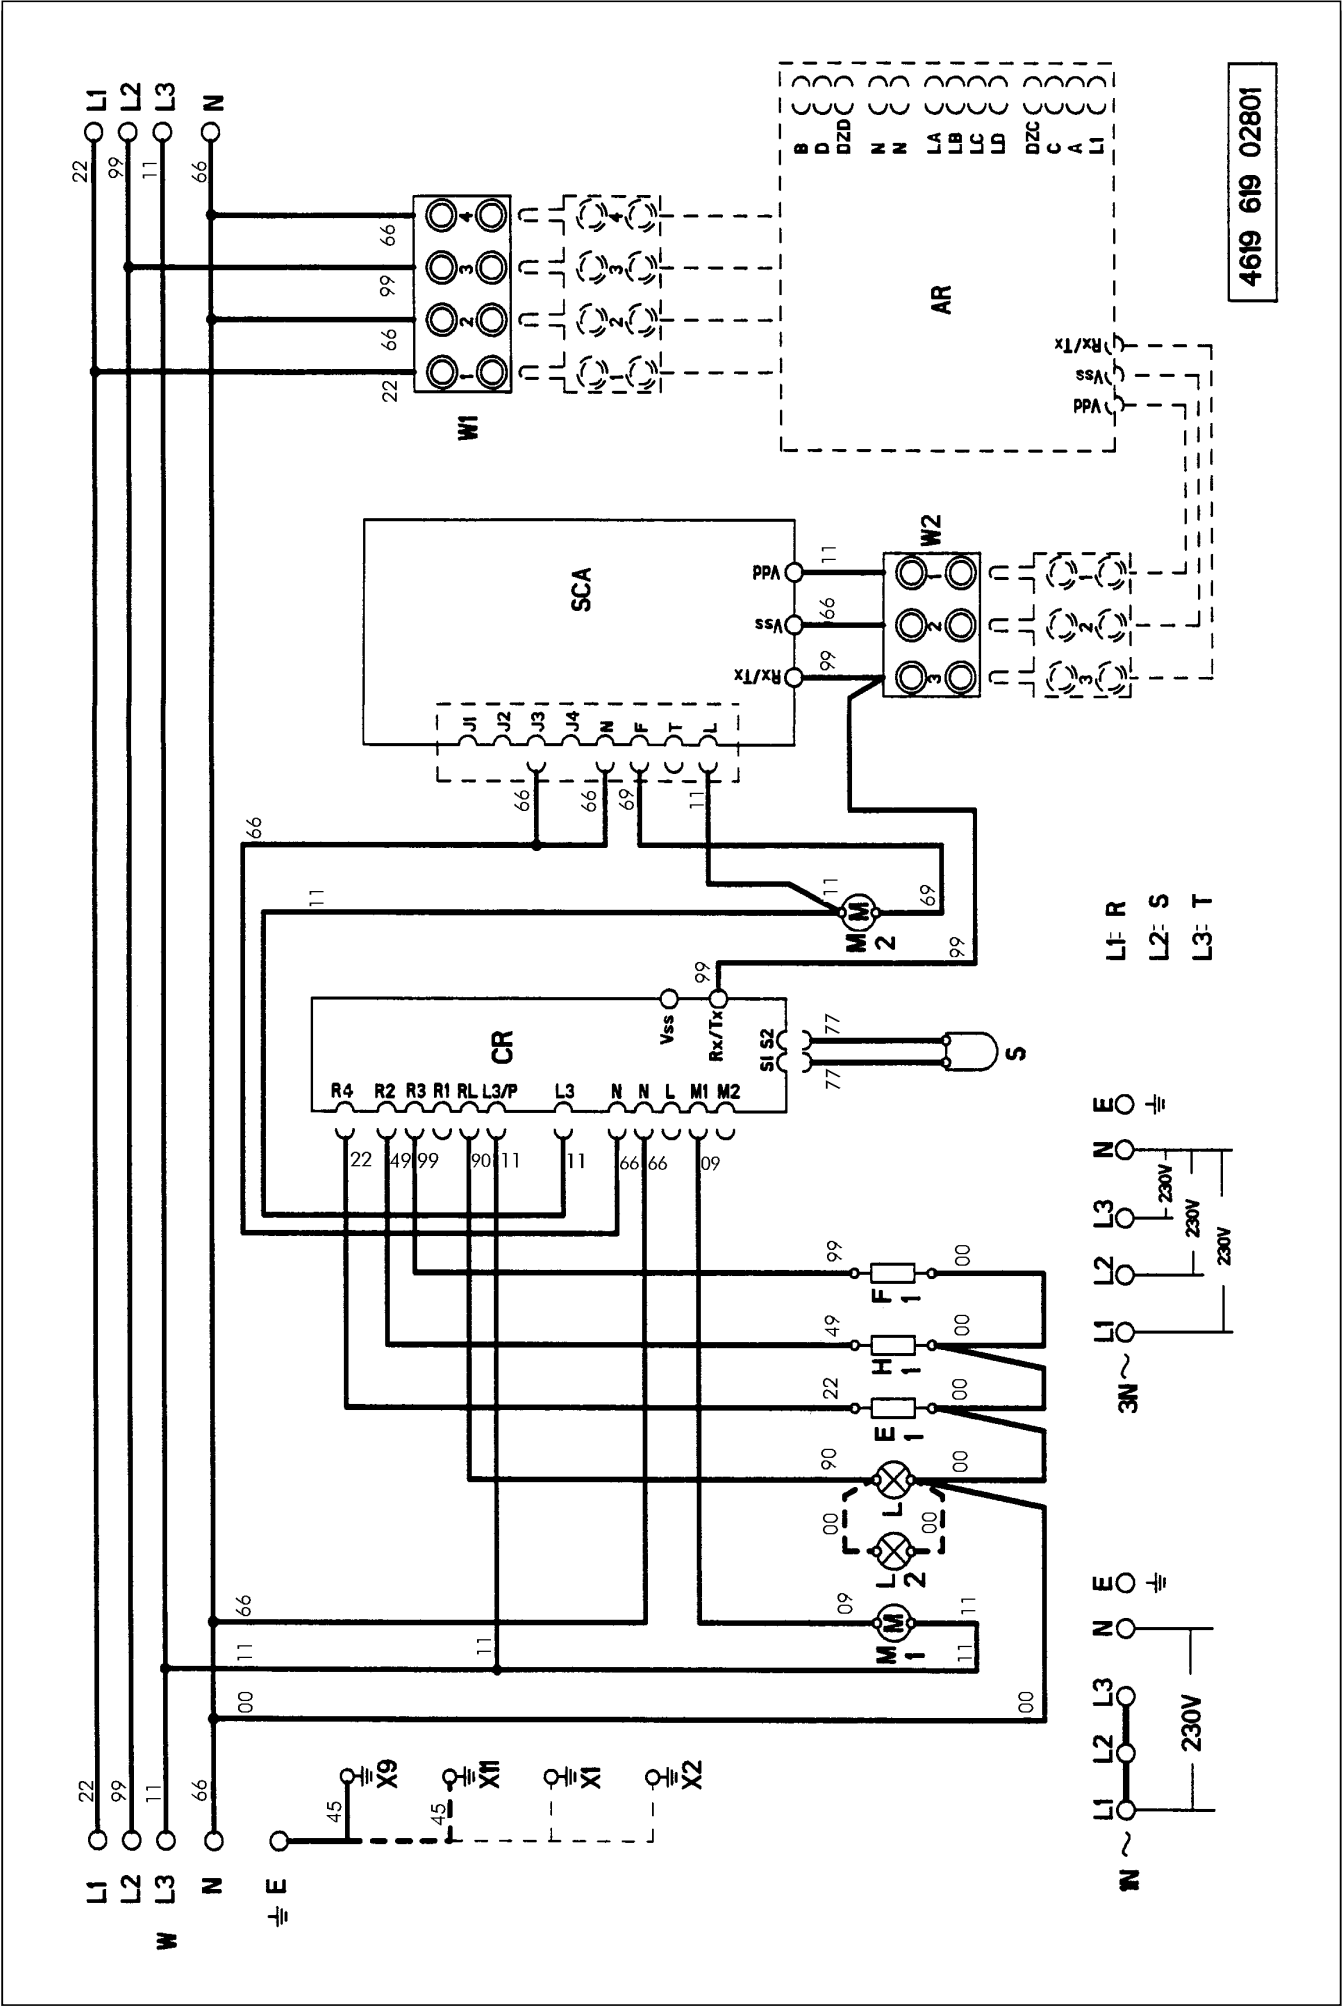 L1
L2
L3
N
22
99
11
66
66
99
66
22
4
3
2
1
W1
4
3
2
1
B
D
DZD
N
N
LA
LB
LC
LD
DZC
C
A
L1
AR
Rx/Tx
Vss
Vdd
4619 619 02801
SCA
Vdd
Vss
Rx/Tx
11
66
99
W2
1
2
3
1
2
3
J1
J2
J3
J4
N
F
T
L
66
66
69
11
66
11
11
69
M
M
2
99
99
L1= R
L2= S
L3= T
CR
Vss
Rx/Tx
S1
S2
77
77
S
R4
R2
R3
R1
RL
L3/P
L3
N
N
L
M1
M2
22
49
99
90
11
11
66
66
09
99
F
1
00
49
H
1
00
22
E
1
00
90
L
00
00
L
2
00
09
M
M
1
11
11
66
11
11
00
00
3N ~
L1
L2
L3
N
E
230V
230V
230V
1N ~
L1
L2
L3
N
E
230V
22
99
11
66
L1
L2
L3
N
W
E
45
X9
45
X11
X1
X2